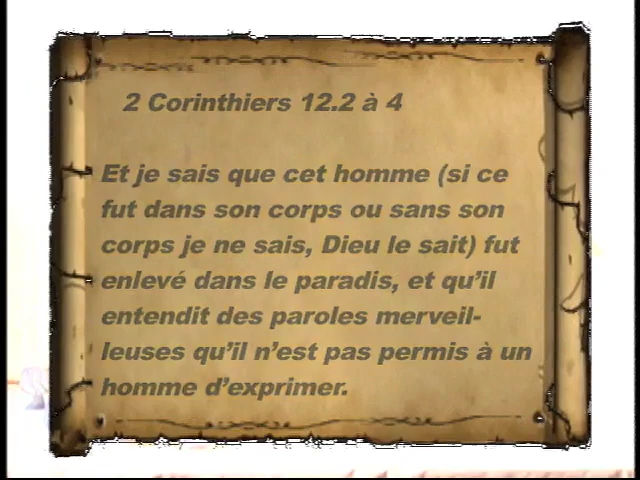 2 Corinthiers 12.2 à 4
Et je sais que cet homme (si ce
fut dans son corps ou sans son
corps je ne sais, Dieu le sait) fut
enlevé dans le paradis, et qu'il
entendit des paroles merveil-
leuses qu'il n'est pas permis à un
homme d'exprimer.